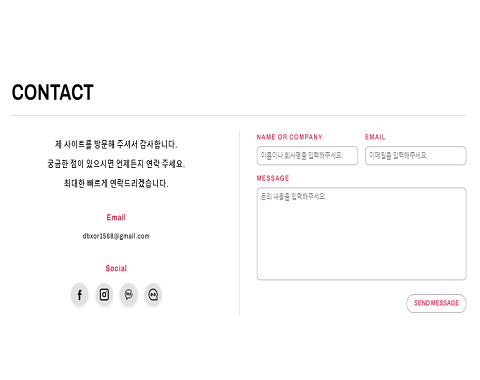 CONTACT
제 사이트를 방문해 주셔서 감사합니다.
궁금한 점이 있으시면 언제든지 연락 주세요.
최대한 빠르게 연락드리겠습니다.
Email
dbxor1568@gmail.com
Social
NAME OR COMPANY
이름이나 회사명을 입력해주세요.
EMAIL
이메일을 입력해주세요.
MESSAGE
문의 내용을 입력해주세요.
SEND MESSAGE